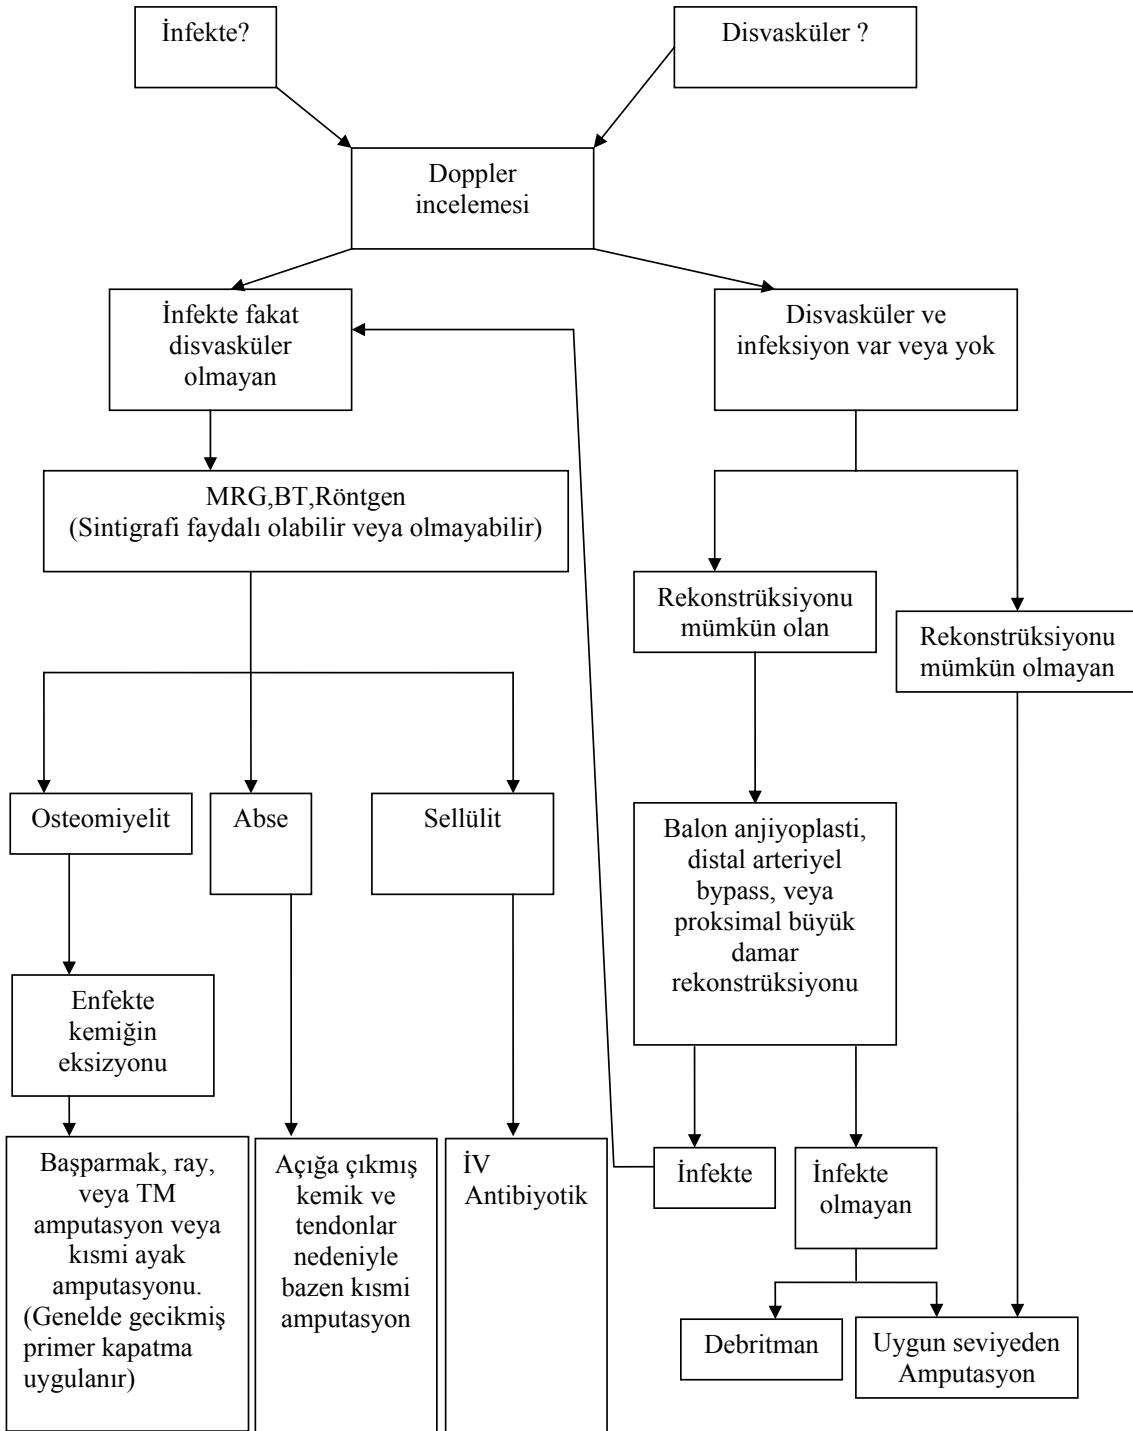 İnfekte?
Disvasküler ?
Doppler
incelemesi
İnfekte fakat
disvasküler
olmayan
Disvasküler ve
infeksiyon var veya yok
MRG,BT,Röntgen
(Sintigrafi faydalı olabilir veya olmayabilir)
Rekonstrüksiyonu
mümkün olan
Rekonstrüksiyonu
mümkün olmayan
Osteomiyelit
Abse
Sellülit
Balon anjiyoplasti,
distal arteriyel
bypass, veya
proksimal büyük
damar
rekonstrüksiyonu
Enfekte
kemiğin
eksizyonu
Başparmak, ray,
veya TM
amputasyon veya
kısmi ayak
amputasyonu.
(Genelde gecikmiş
primer kapatma
uygulanır)
Açığa çıkmış
kemik ve
tendonlar
nedeniyle
bazen kısmi
amputasyon
İV
Antibiyotik
İnfekte
İnfekte
olmayan
Debritman
Uygun seviyeden
Amputasyon